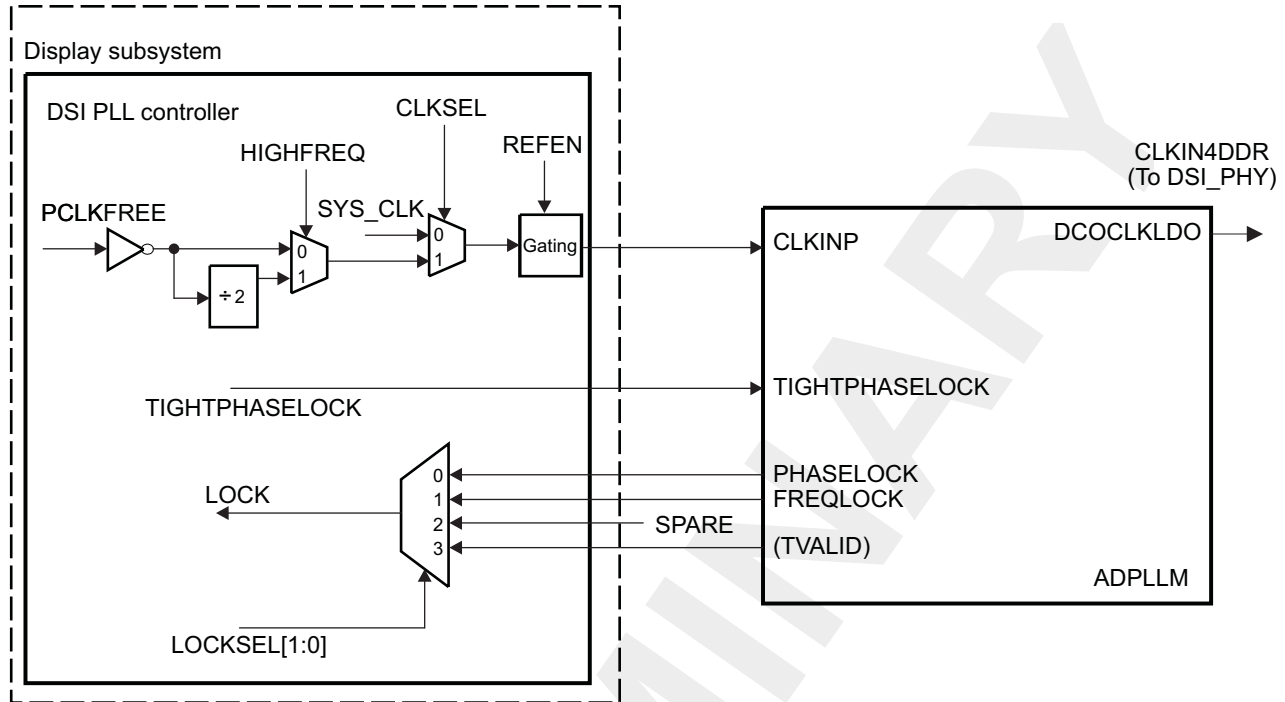 Display subsystem
DSI PLL controller
CLKSEL
HIGHFREQ
REFEN
PCLKFREE
SYS_CLK
0
1
0
1
Gating
÷2
CLKIN4DDR
(To DSI_PHY)
CLKINP
DCOCLKLDO
TIGHTPHASELOCK
TIGHTPHASELOCK
LOCK
0
1
2
3
PHASELOCK
FREQLOCK
SPARE
(TVALID)
ADPLLM
LOCKSEL[1:0]
MINARY